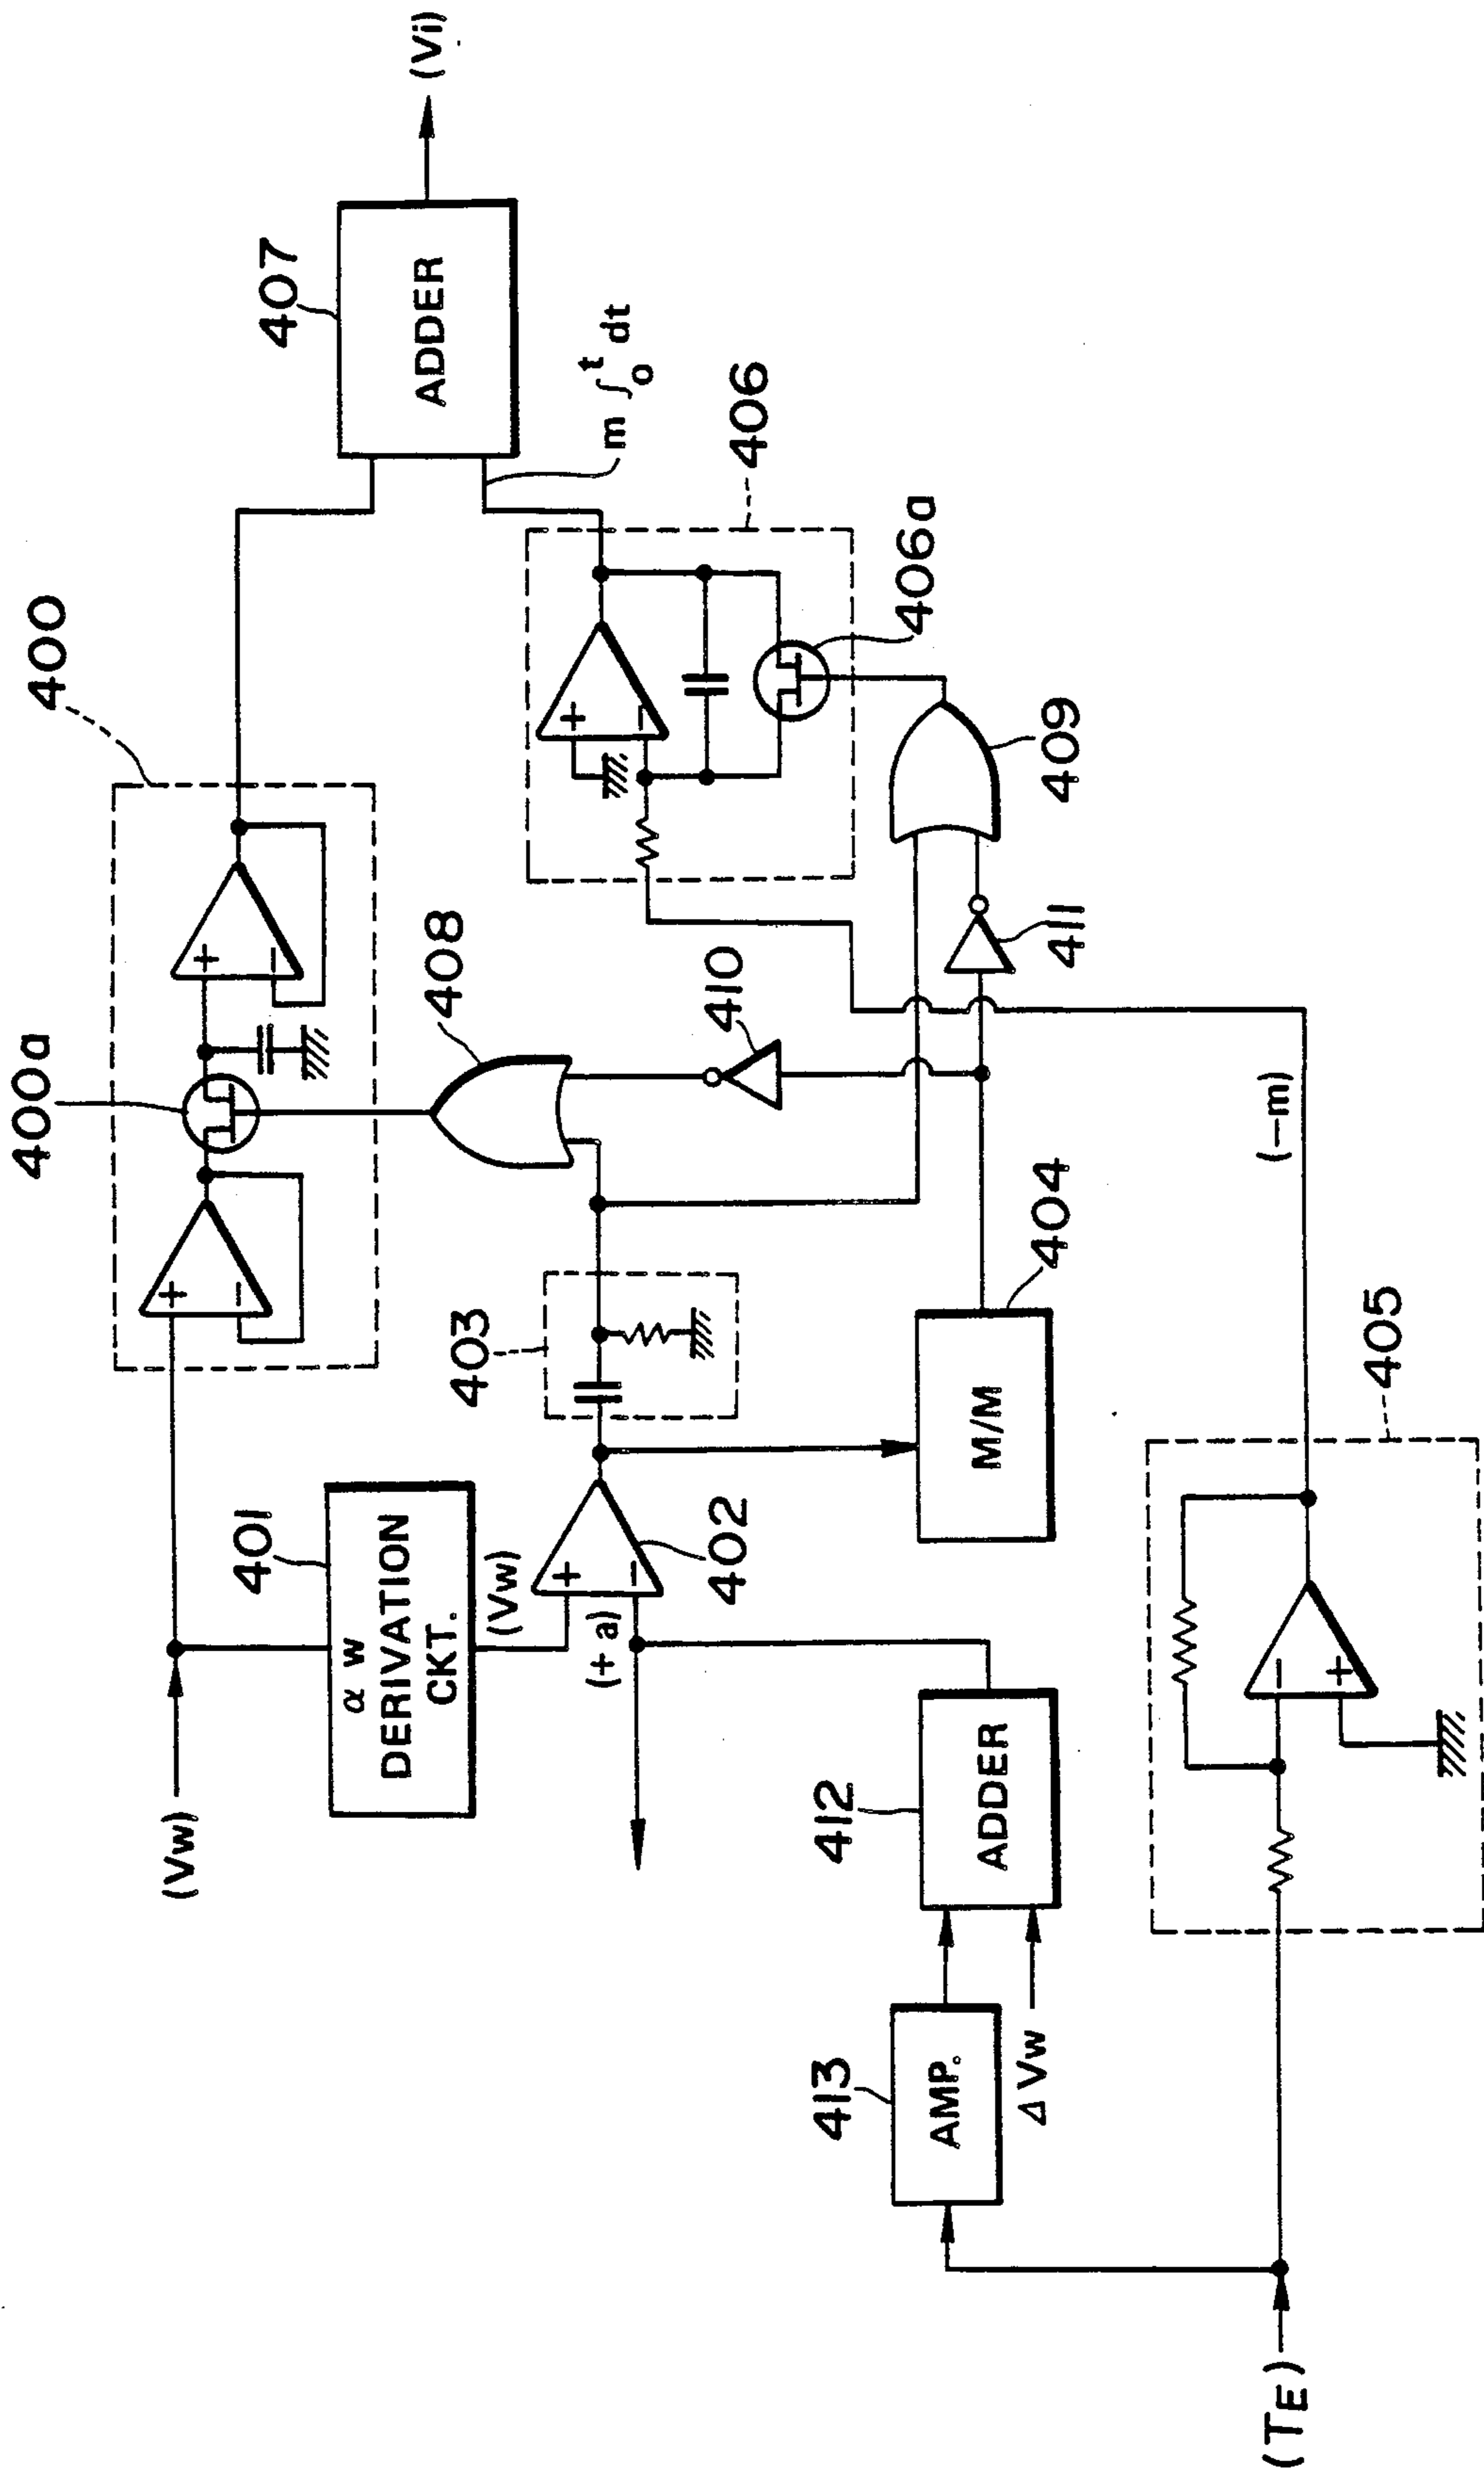 400
400a
(Vw)
401
α w
DERIVATION
CKT.
(Vw)
+
−
+
−
403
408
407
ADDER
(Vi)
m ∫₀ᵗ dt
406
+
−
406a
+
−
(+ a)
402
410
409
411
M/M
404
412
ADDER
413
AMP.
Δ Vw
(−m)
405
−
+
(TE)